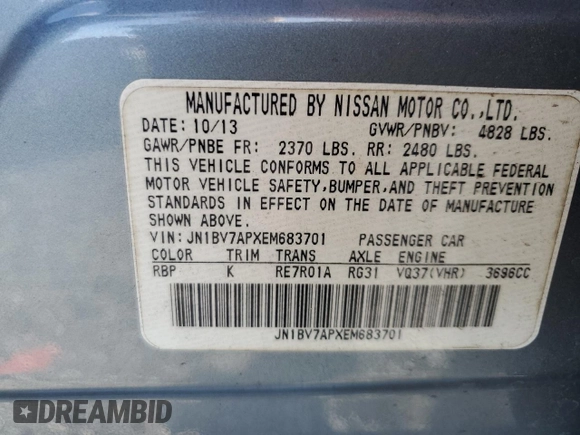 MANUFACTURED BY NISSAN MOTOR CO.,LTD.
DATE: 10/13 GVWR/PNBV: 4828 LBS.
GAWR/PNBE FR: 2370 LBS. RR: 2480 LBS.
THIS VEHICLE CONFORMS TO ALL APPLICABLE FEDERAL
MOTOR VEHICLE SAFETY,BUMPER,AND THEFT PREVENTION
STANDARDS IN EFFECT ON THE DATE OF MANUFACTURE
SHOWN ABOVE.
VIN: JN1BV7APXEM683701 PASSENGER CAR
COLOR TRIM TRANS AXLE ENGINE
RBP K RE7R01A RG31 VQ37(VHR) 3696CC
JN1BV7APXEM683701
DREAMBID